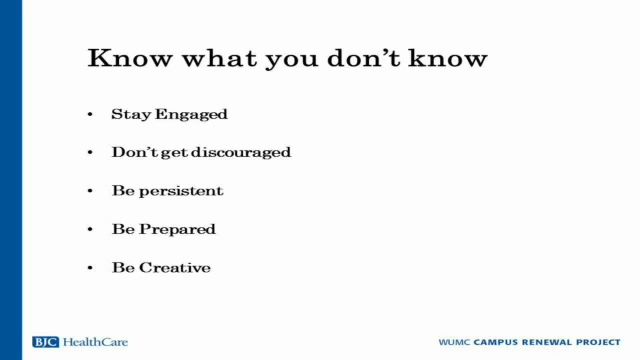 Know what you don't know
• Stay Engaged
• Don't get discouraged
• Be persistent
• Be Prepared
• Be Creative
BJC HealthCare
WUMC CAMPUS RENEWAL PROJECT